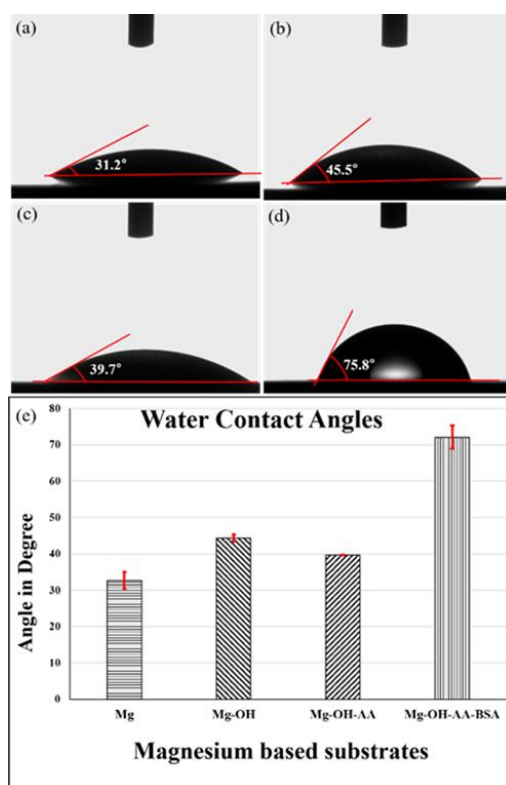 (a)
31.2°
(b)
45.5°
(c)
39.7°
(d)
75.8°
(e)
Water Contact Angles
Angle in Degree
80
70
60
50
40
30
20
10
0
Mg
Mg-OH
Mg-OH-AA
Mg-OH-AA-BSA
Magnesium based substrates